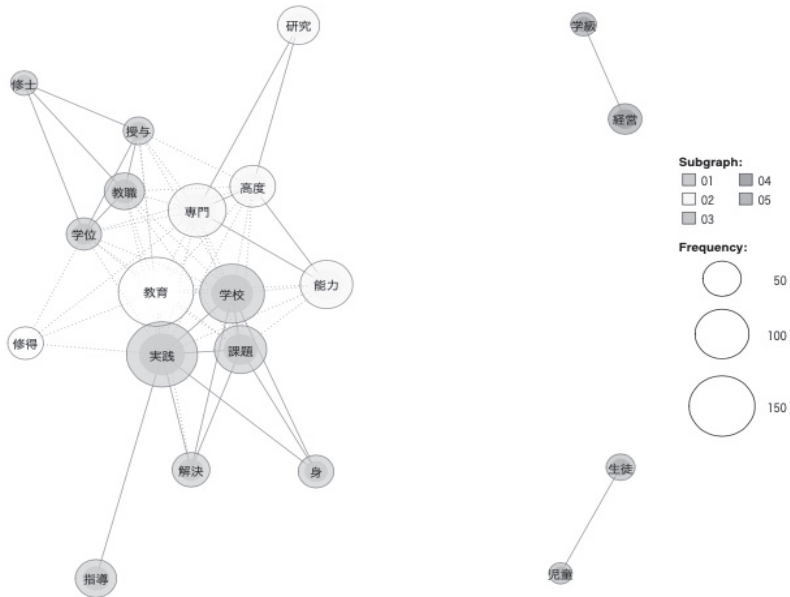 研究
学級
修士
経営
授与
教職
高度
専門
学位
教育
学校
能力
修得
実践
課題
解決
身
生徒
指導
児童
Subgraph:
01 04
02 05
03
Frequency:
50
100
150